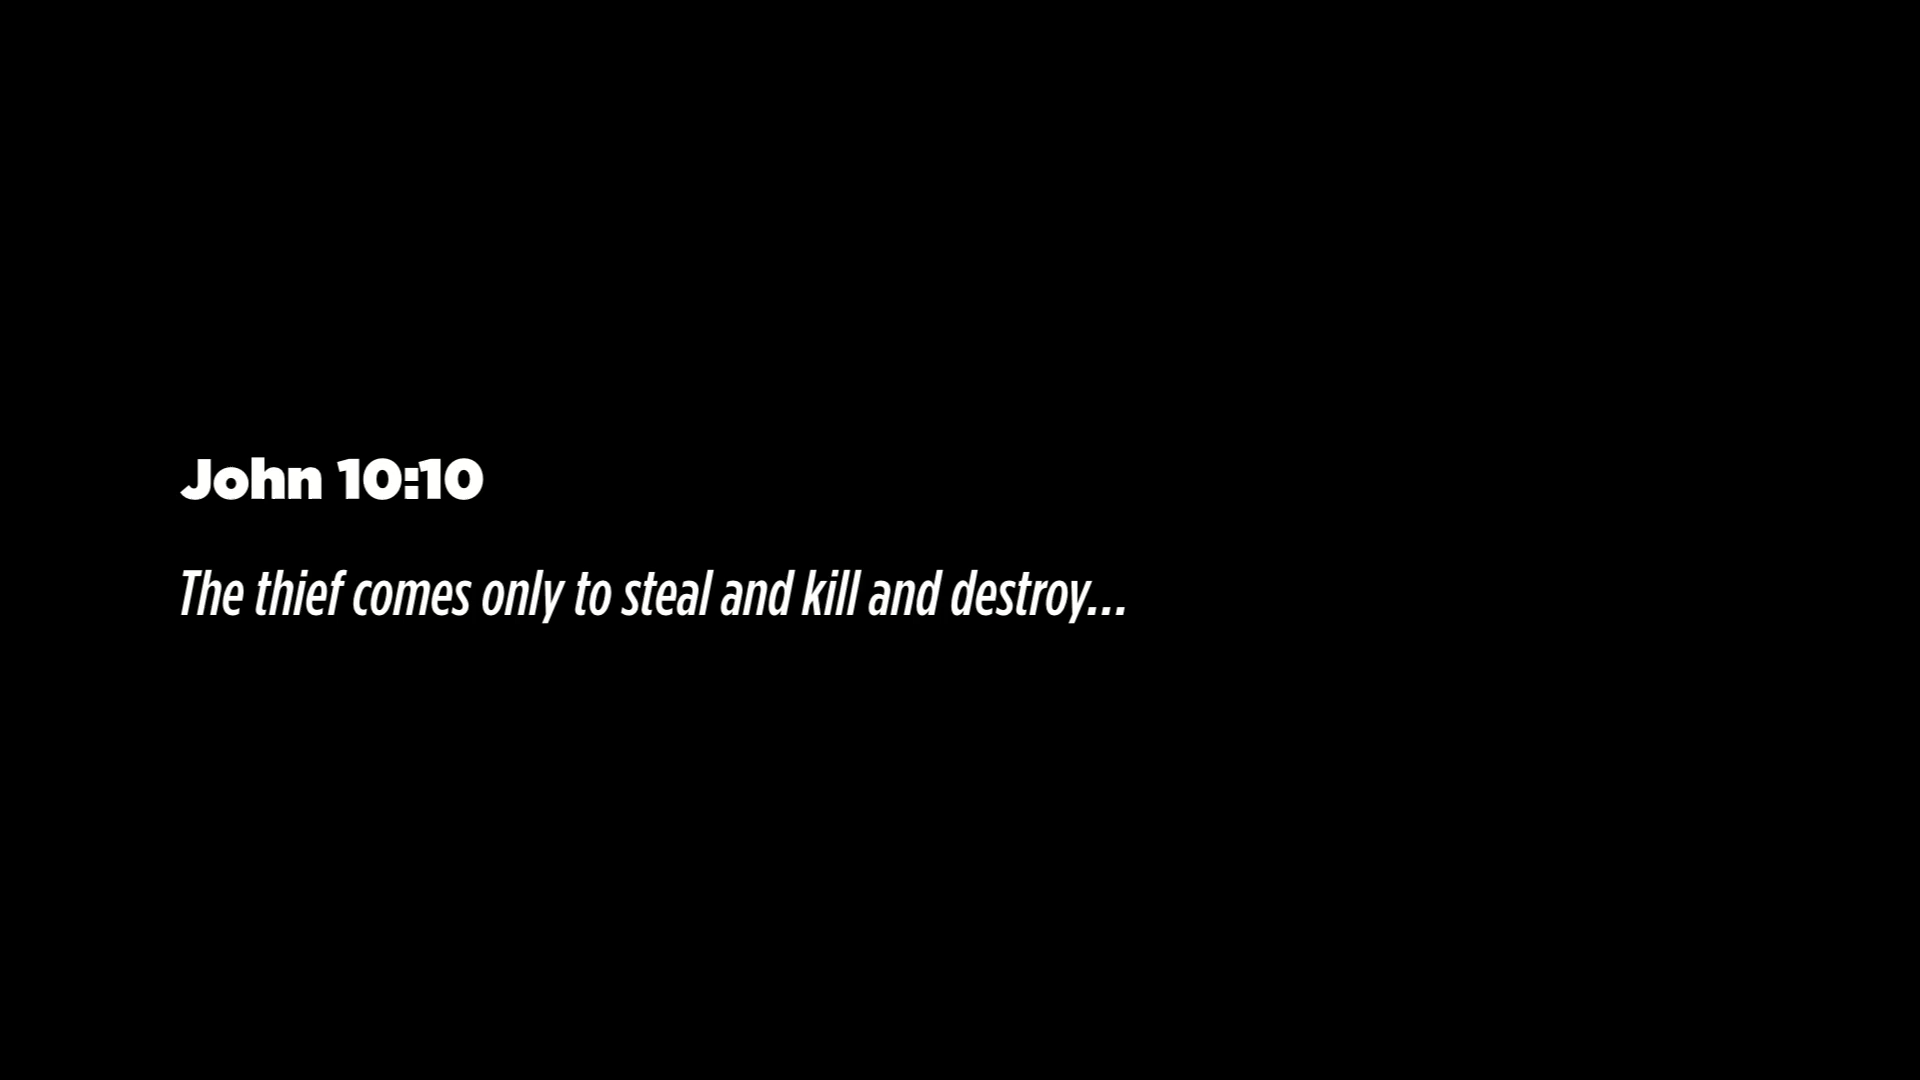 John 10:10
The thief comes only to steal and kill and destroy...